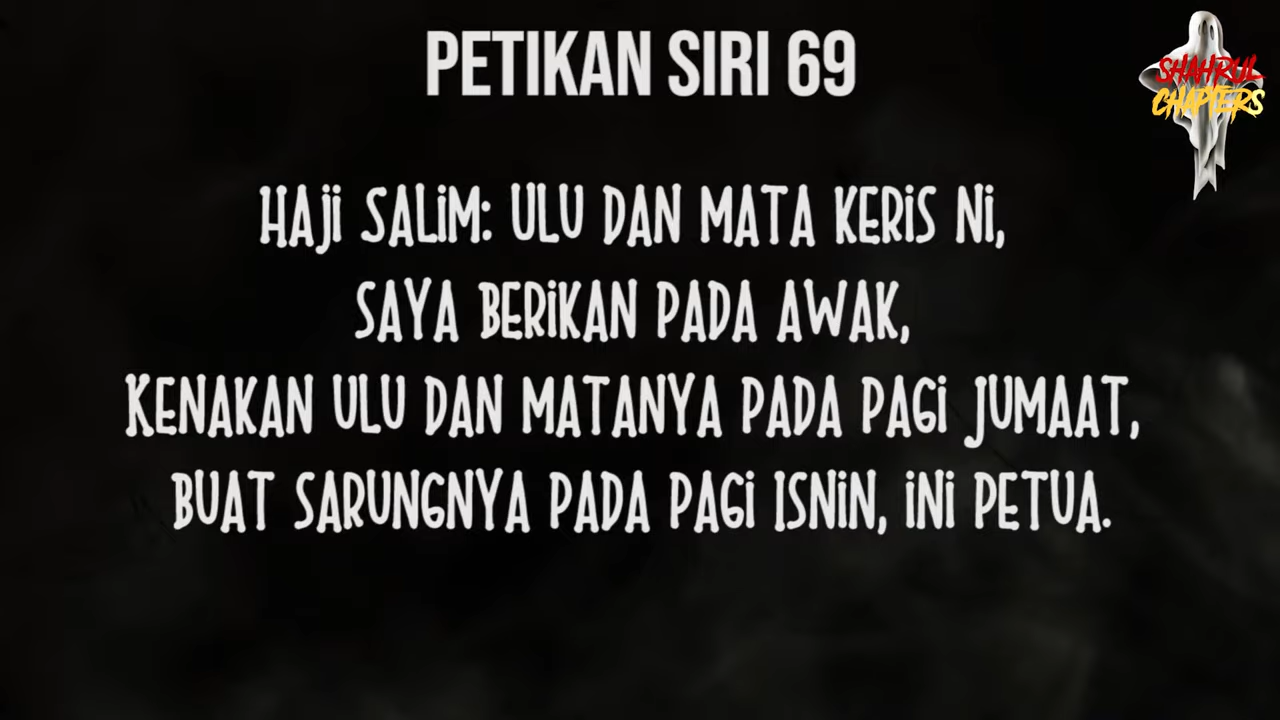 PETIKAN SIRI 69
SHAHRUL
CHAPTERS
HAJI SALIM: ULU DAN MATA KERIS NI,
SAYA BERIKAN PADA AWAK,
KENAKAN ULU DAN MATANYA PADA PAGI JUMAAT,
BUAT SARUNGNYA PADA PAGI ISNIN, INI PETUA.